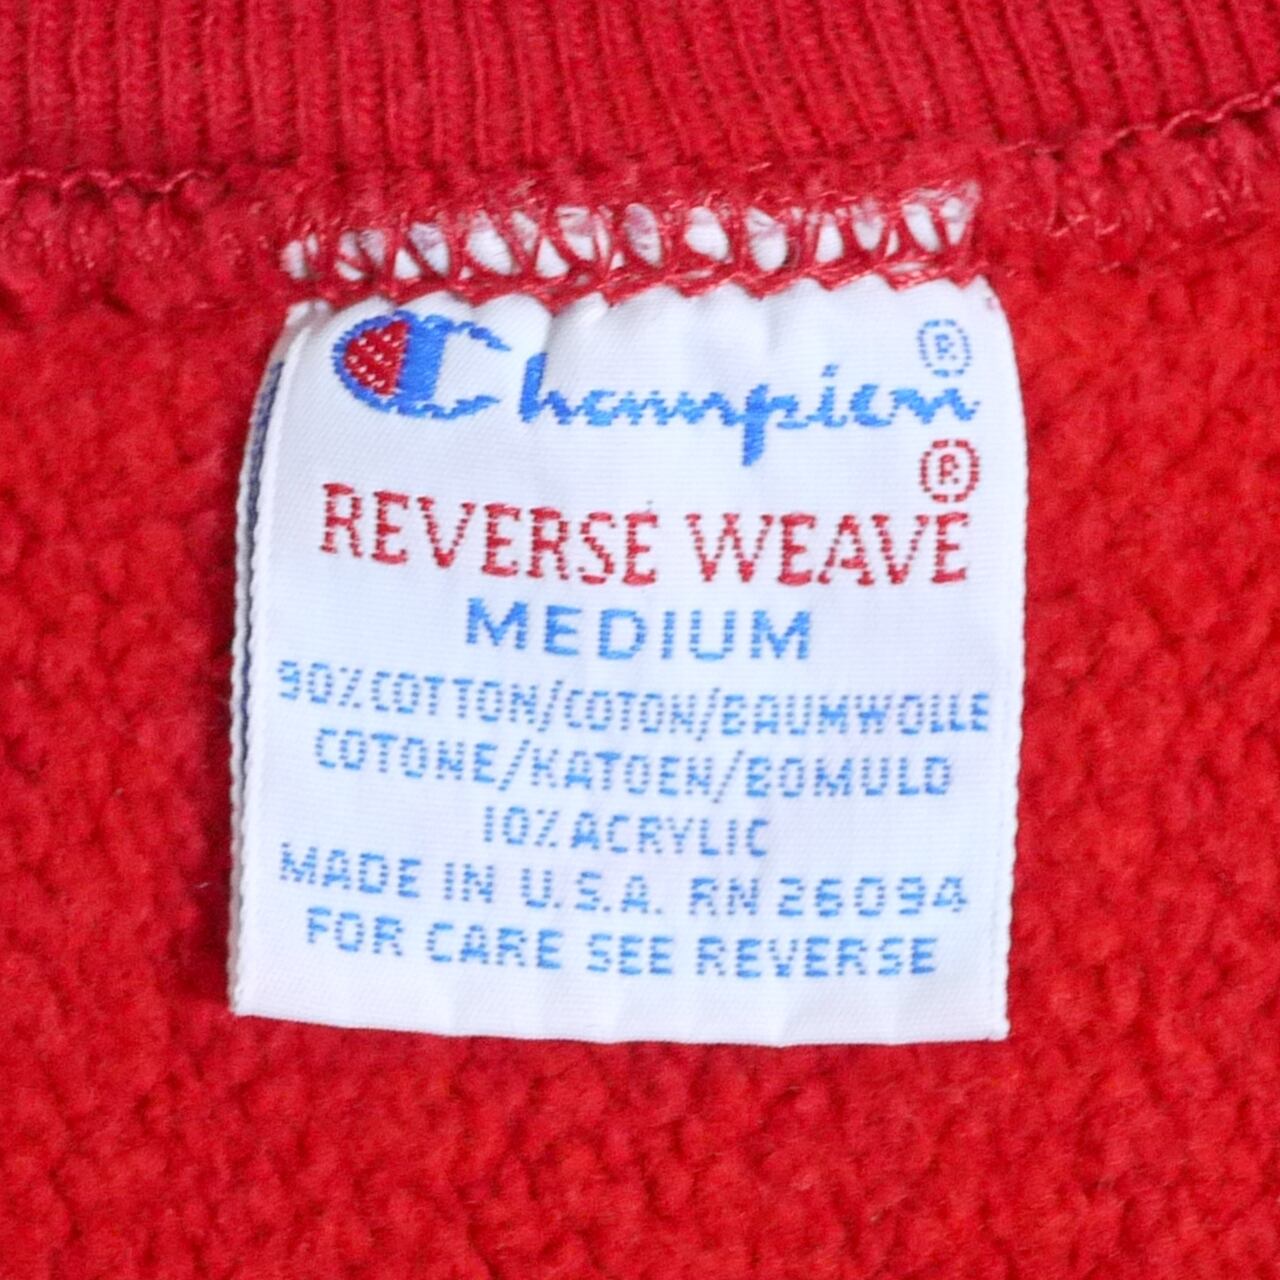 Champion®
REVERSE WEAVE®
MEDIUM
90% COTTON/COTON/BAUMWOLLE
COTONE/KATOEN/BOMULD
10% ACRYLIC
MADE IN U.S.A. RN 26094
FOR CARE SEE REVERSE